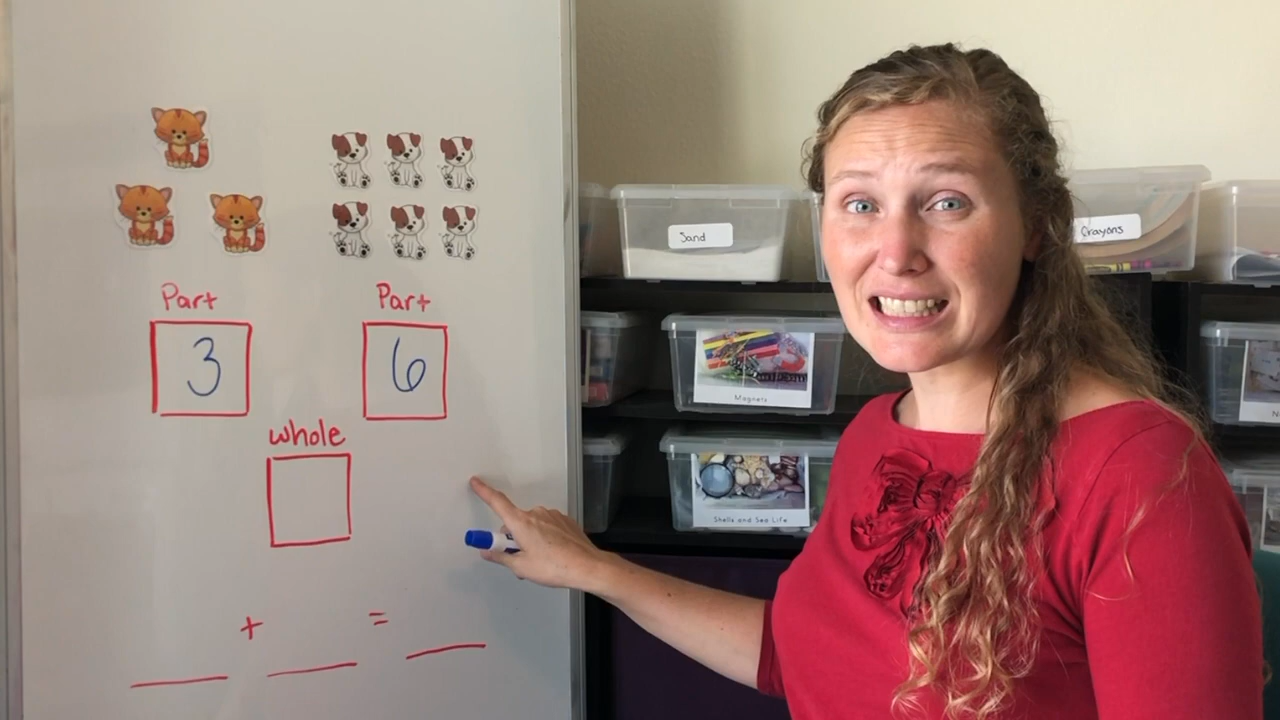 Part
Part
3
6
whole
+
=
Sand
Crayons
Magnets
Shells and Sea Life